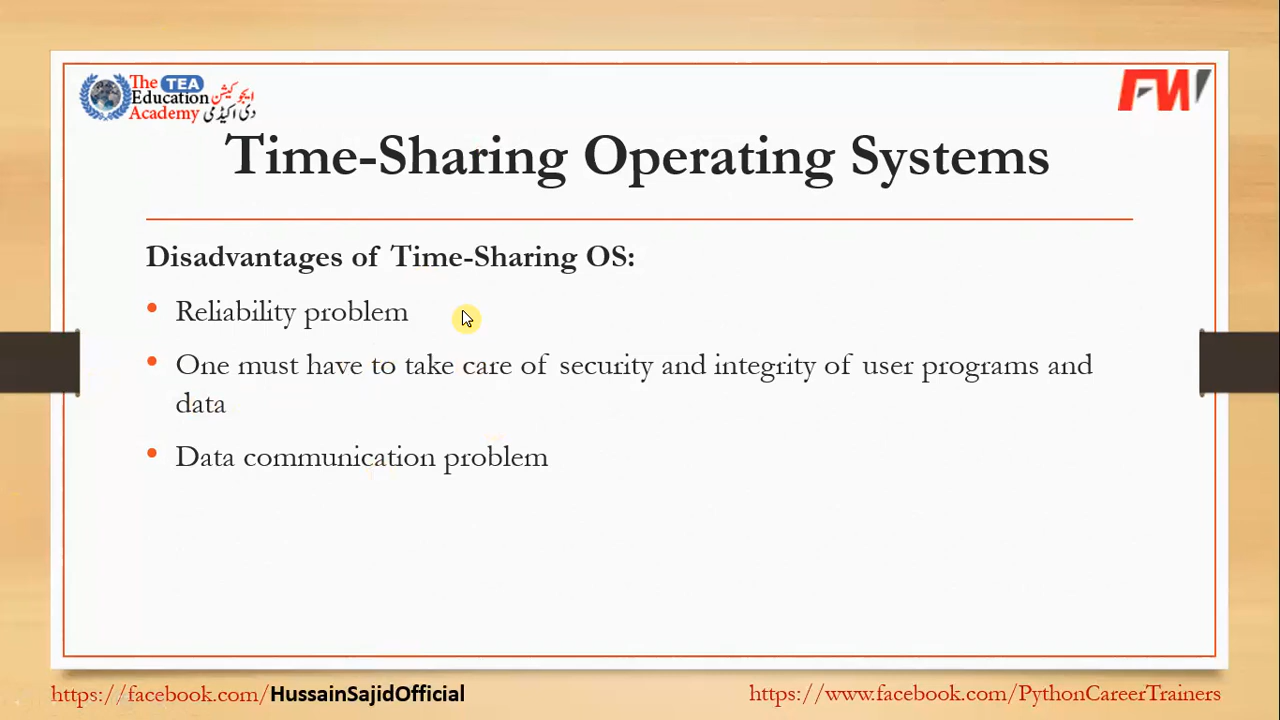 The TEA
Education ایجوکیشن
Academy دی اکیڈمی
FW
Time-Sharing Operating Systems
Disadvantages of Time-Sharing OS:
• Reliability problem
• One must have to take care of security and integrity of user programs and
data
• Data communication problem
https://facebook.com/HussainSajidOfficial
https://www.facebook.com/PythonCareerTrainers